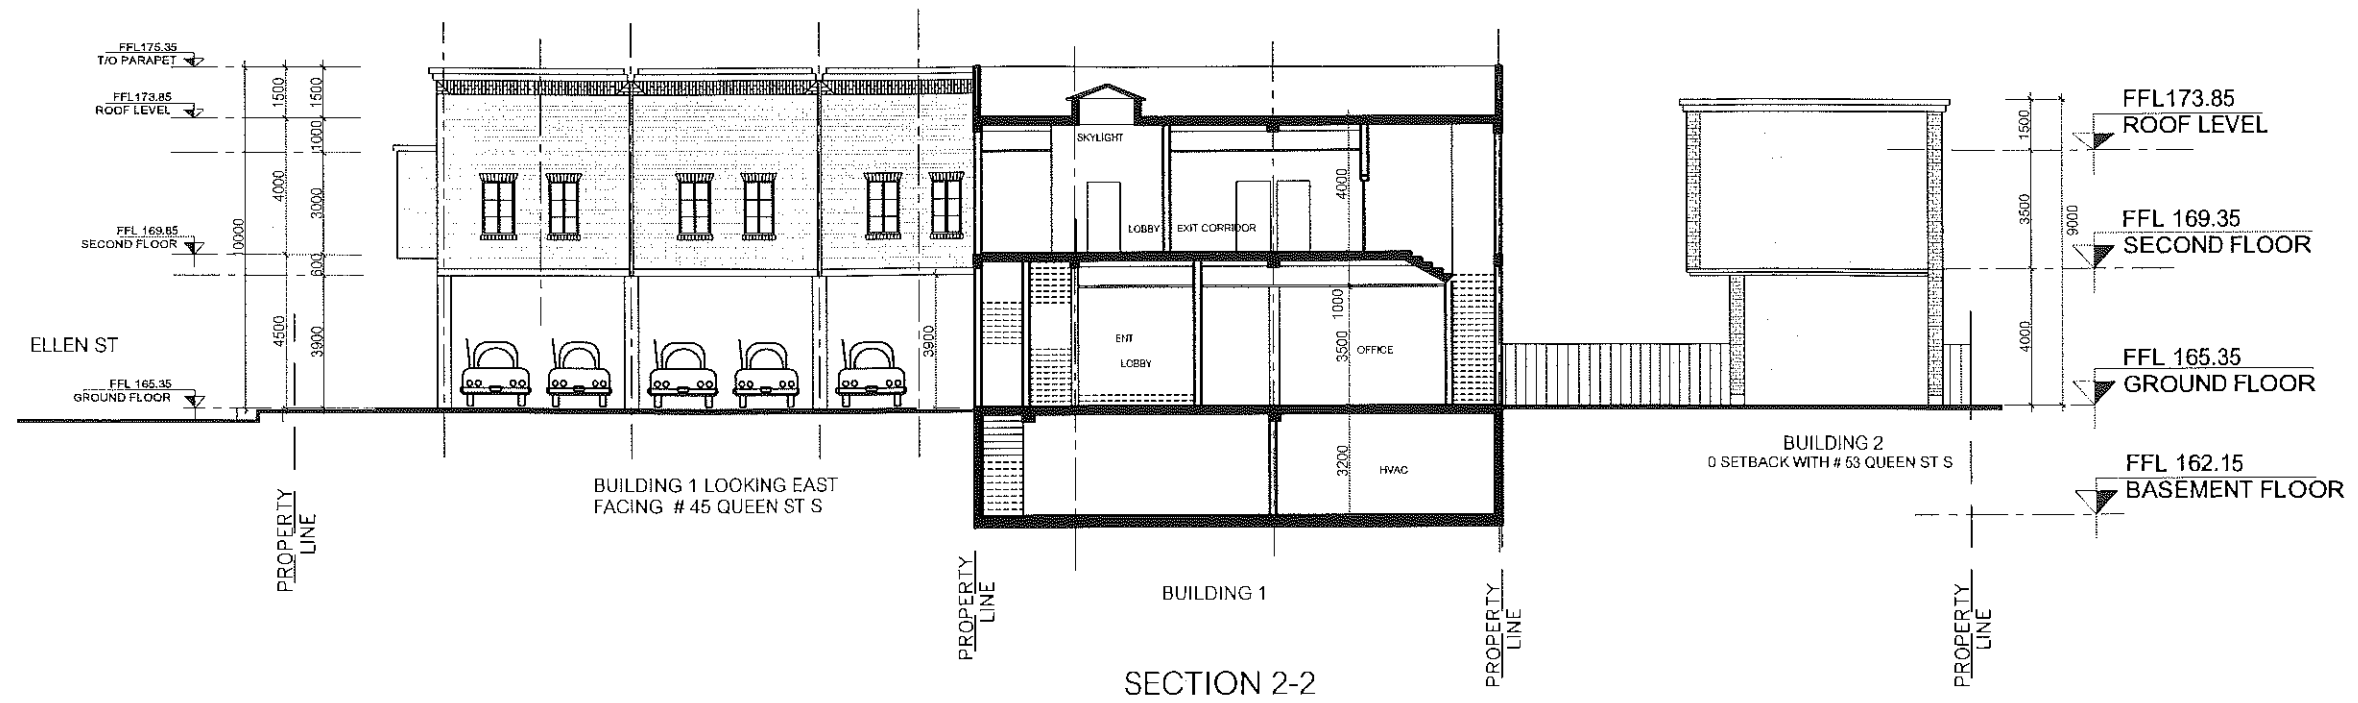 FFL175.35
T/O PARAPET
FFL173.85
ROOF LEVEL
FFL 169.85
SECOND FLOOR
FFL 165.35
GROUND FLOOR
ELLEN ST
10000
1500
4000
4500
1500
1000
3000
600
3900
3900
SKYLIGHT
LOBBY
EXIT CORRIDOR
4000
ENT
LOBBY
1000
3500
OFFICE
3200
HVAC
1500
3500
4000
9000
FFL173.85
ROOF LEVEL
FFL 169.35
SECOND FLOOR
FFL 165.35
GROUND FLOOR
FFL 162.15
BASEMENT FLOOR
BUILDING 1 LOOKING EAST
FACING # 45 QUEEN ST S
BUILDING 2
0 SETBACK WITH # 53 QUEEN ST S
PROPERTY
LINE
PROPERTY
LINE
BUILDING 1
PROPERTY
LINE
PROPERTY
LINE
SECTION 2-2